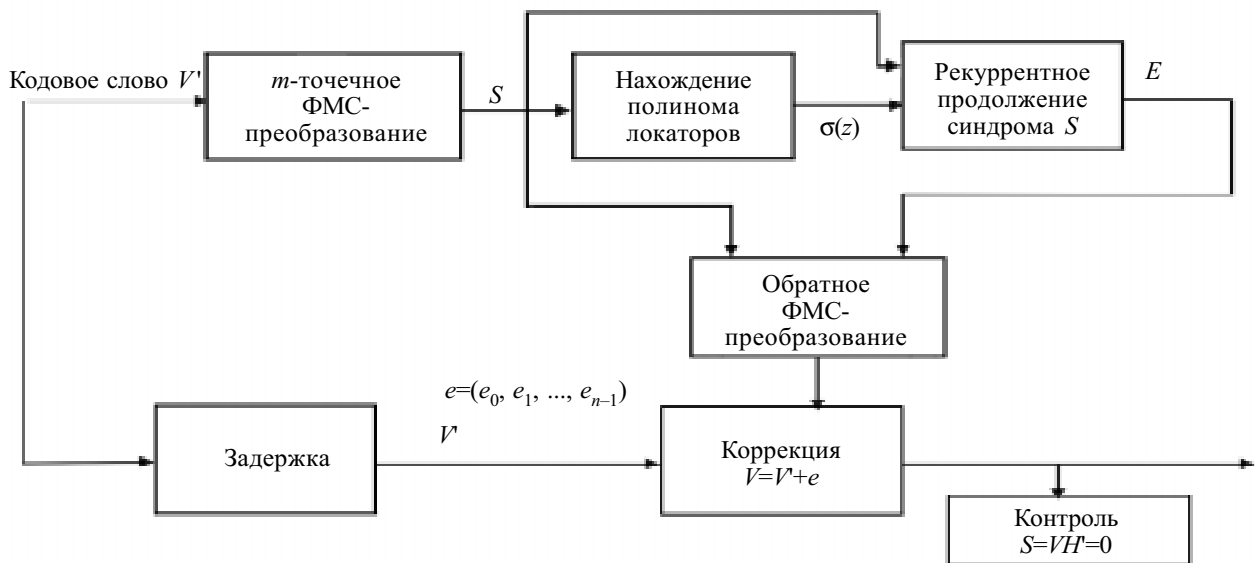 Кодовое слово V'
m-точечное
ФМС-
преобразование
S
Нахождение
полинома
локаторов
σ(z)
Рекуррентное
продолжение
синдрома S
E
Обратное
ФМС-
преобразование
e=(e₀, e₁, ..., eₙ₋₁)
V'
Задержка
Коррекция
V=V'+e
Контроль
S=VH'=0